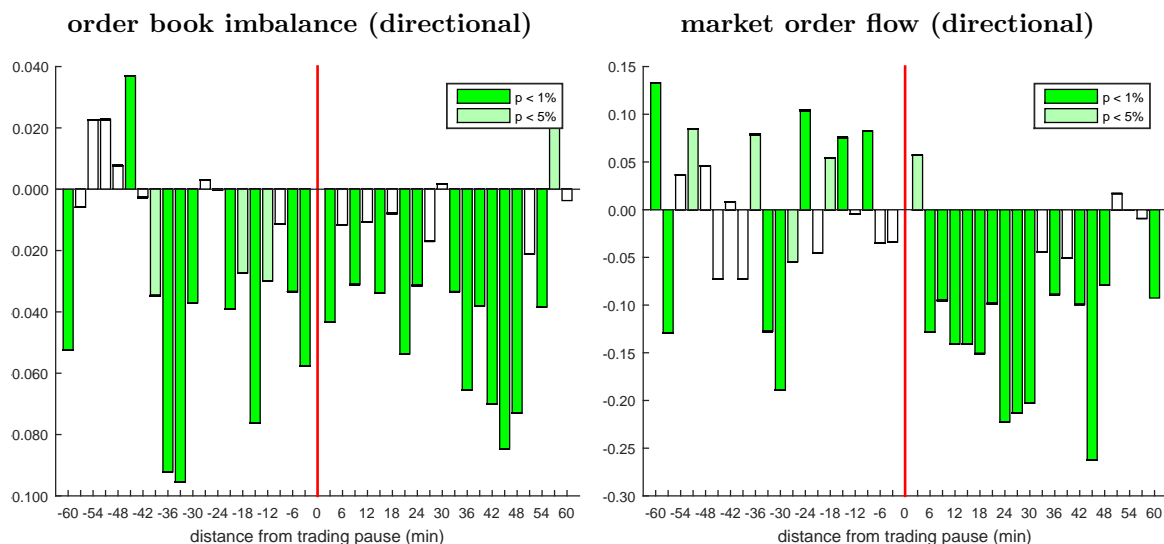 order book imbalance (directional)
0.040
0.020
0.000
0.020
0.040
0.060
0.080
0.100
p < 1%
p < 5%
-60 -54 -48 -42 -36 -30 -24 -18 -12 -6 0 6 12 18 24 30 36 42 48 54 60
distance from trading pause (min)
market order flow (directional)
0.15
0.10
0.05
0.00
-0.05
-0.10
-0.15
-0.20
-0.25
-0.30
p < 1%
p < 5%
-60 -54 -48 -42 -36 -30 -24 -18 -12 -6 0 6 12 18 24 30 36 42 48 54 60
distance from trading pause (min)